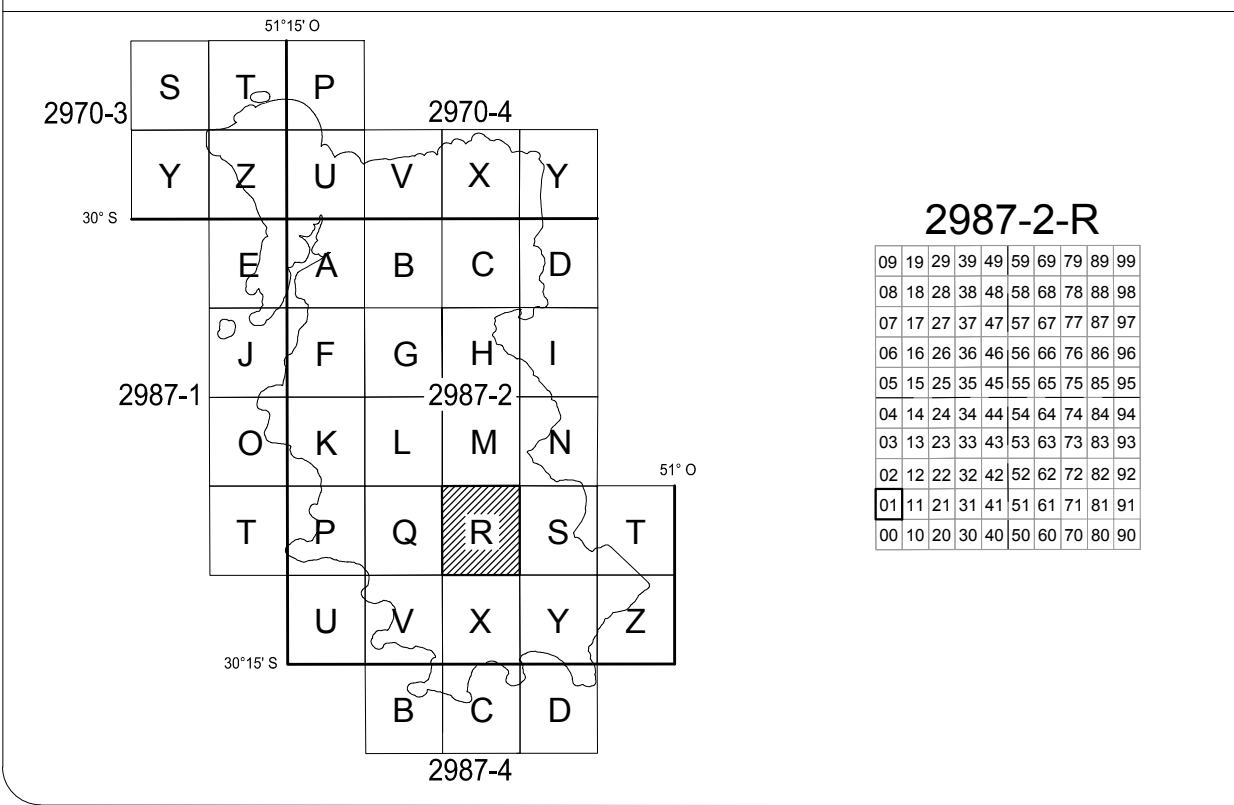 51°15' O
S T P
2970-3 2970-4
Y Z U V X Y
30° S
E A B C D
J F G H I
2987-1 2987-2
O K L M N
51° O
T P Q R S T
U V X Y Z
30°15' S
B C D
2987-4
2987-2-R
09 19 29 39 49 59 69 79 89 99
08 18 28 38 48 58 68 78 88 98
07 17 27 37 47 57 67 77 87 97
06 16 26 36 46 56 66 76 86 96
05 15 25 35 45 55 65 75 85 95
04 14 24 34 44 54 64 74 84 94
03 13 23 33 43 53 63 73 83 93
02 12 22 32 42 52 62 72 82 92
01 11 21 31 41 51 61 71 81 91
00 10 20 30 40 50 60 70 80 90